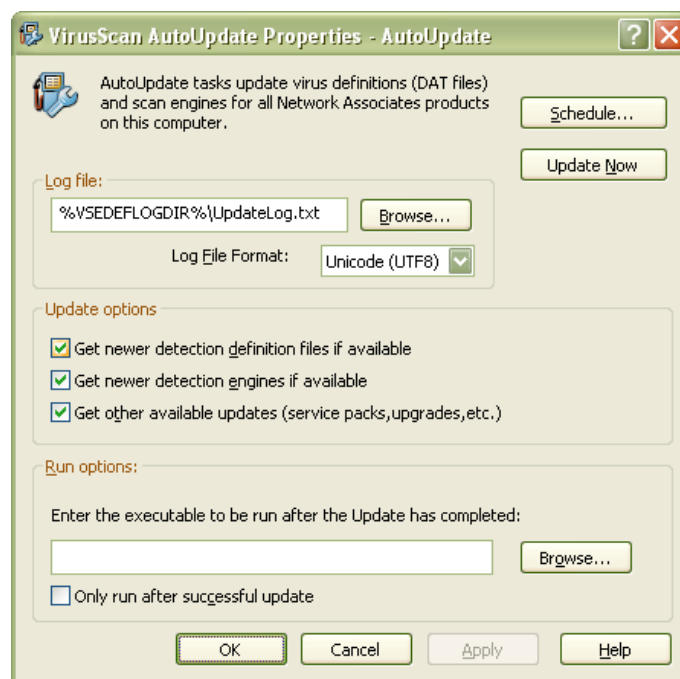 VirusScan AutoUpdate Properties - AutoUpdate
AutoUpdate tasks update virus definitions (DAT files)
and scan engines for all Network Associates products
on this computer.
Schedule...
Update Now
Log file:
%VSEDEFLOGDIR%\UpdateLog.txt
Browse...
Log File Format:
Unicode (UTF8)
Update options
Get newer detection definition files if available
Get newer detection engines if available
Get other available updates (service packs,upgrades,etc.)
Run options:
Enter the executable to be run after the Update has completed:
Browse...
Only run after successful update
OK
Cancel
Apply
Help